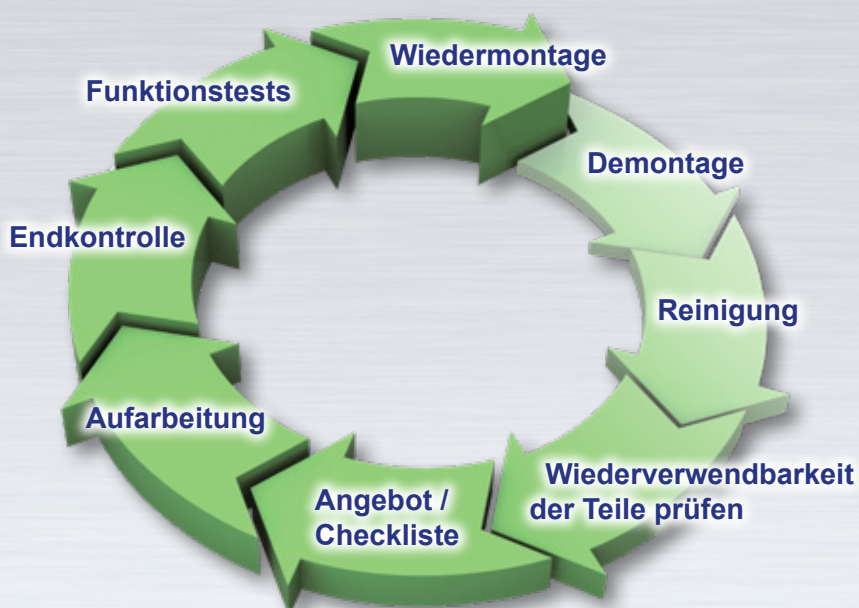 Wiedermontage
Demontage
Reinigung
Wiederverwendbarkeit
der Teile prüfen
Angebot /
Checkliste
Aufarbeitung
Endkontrolle
Funktionstests